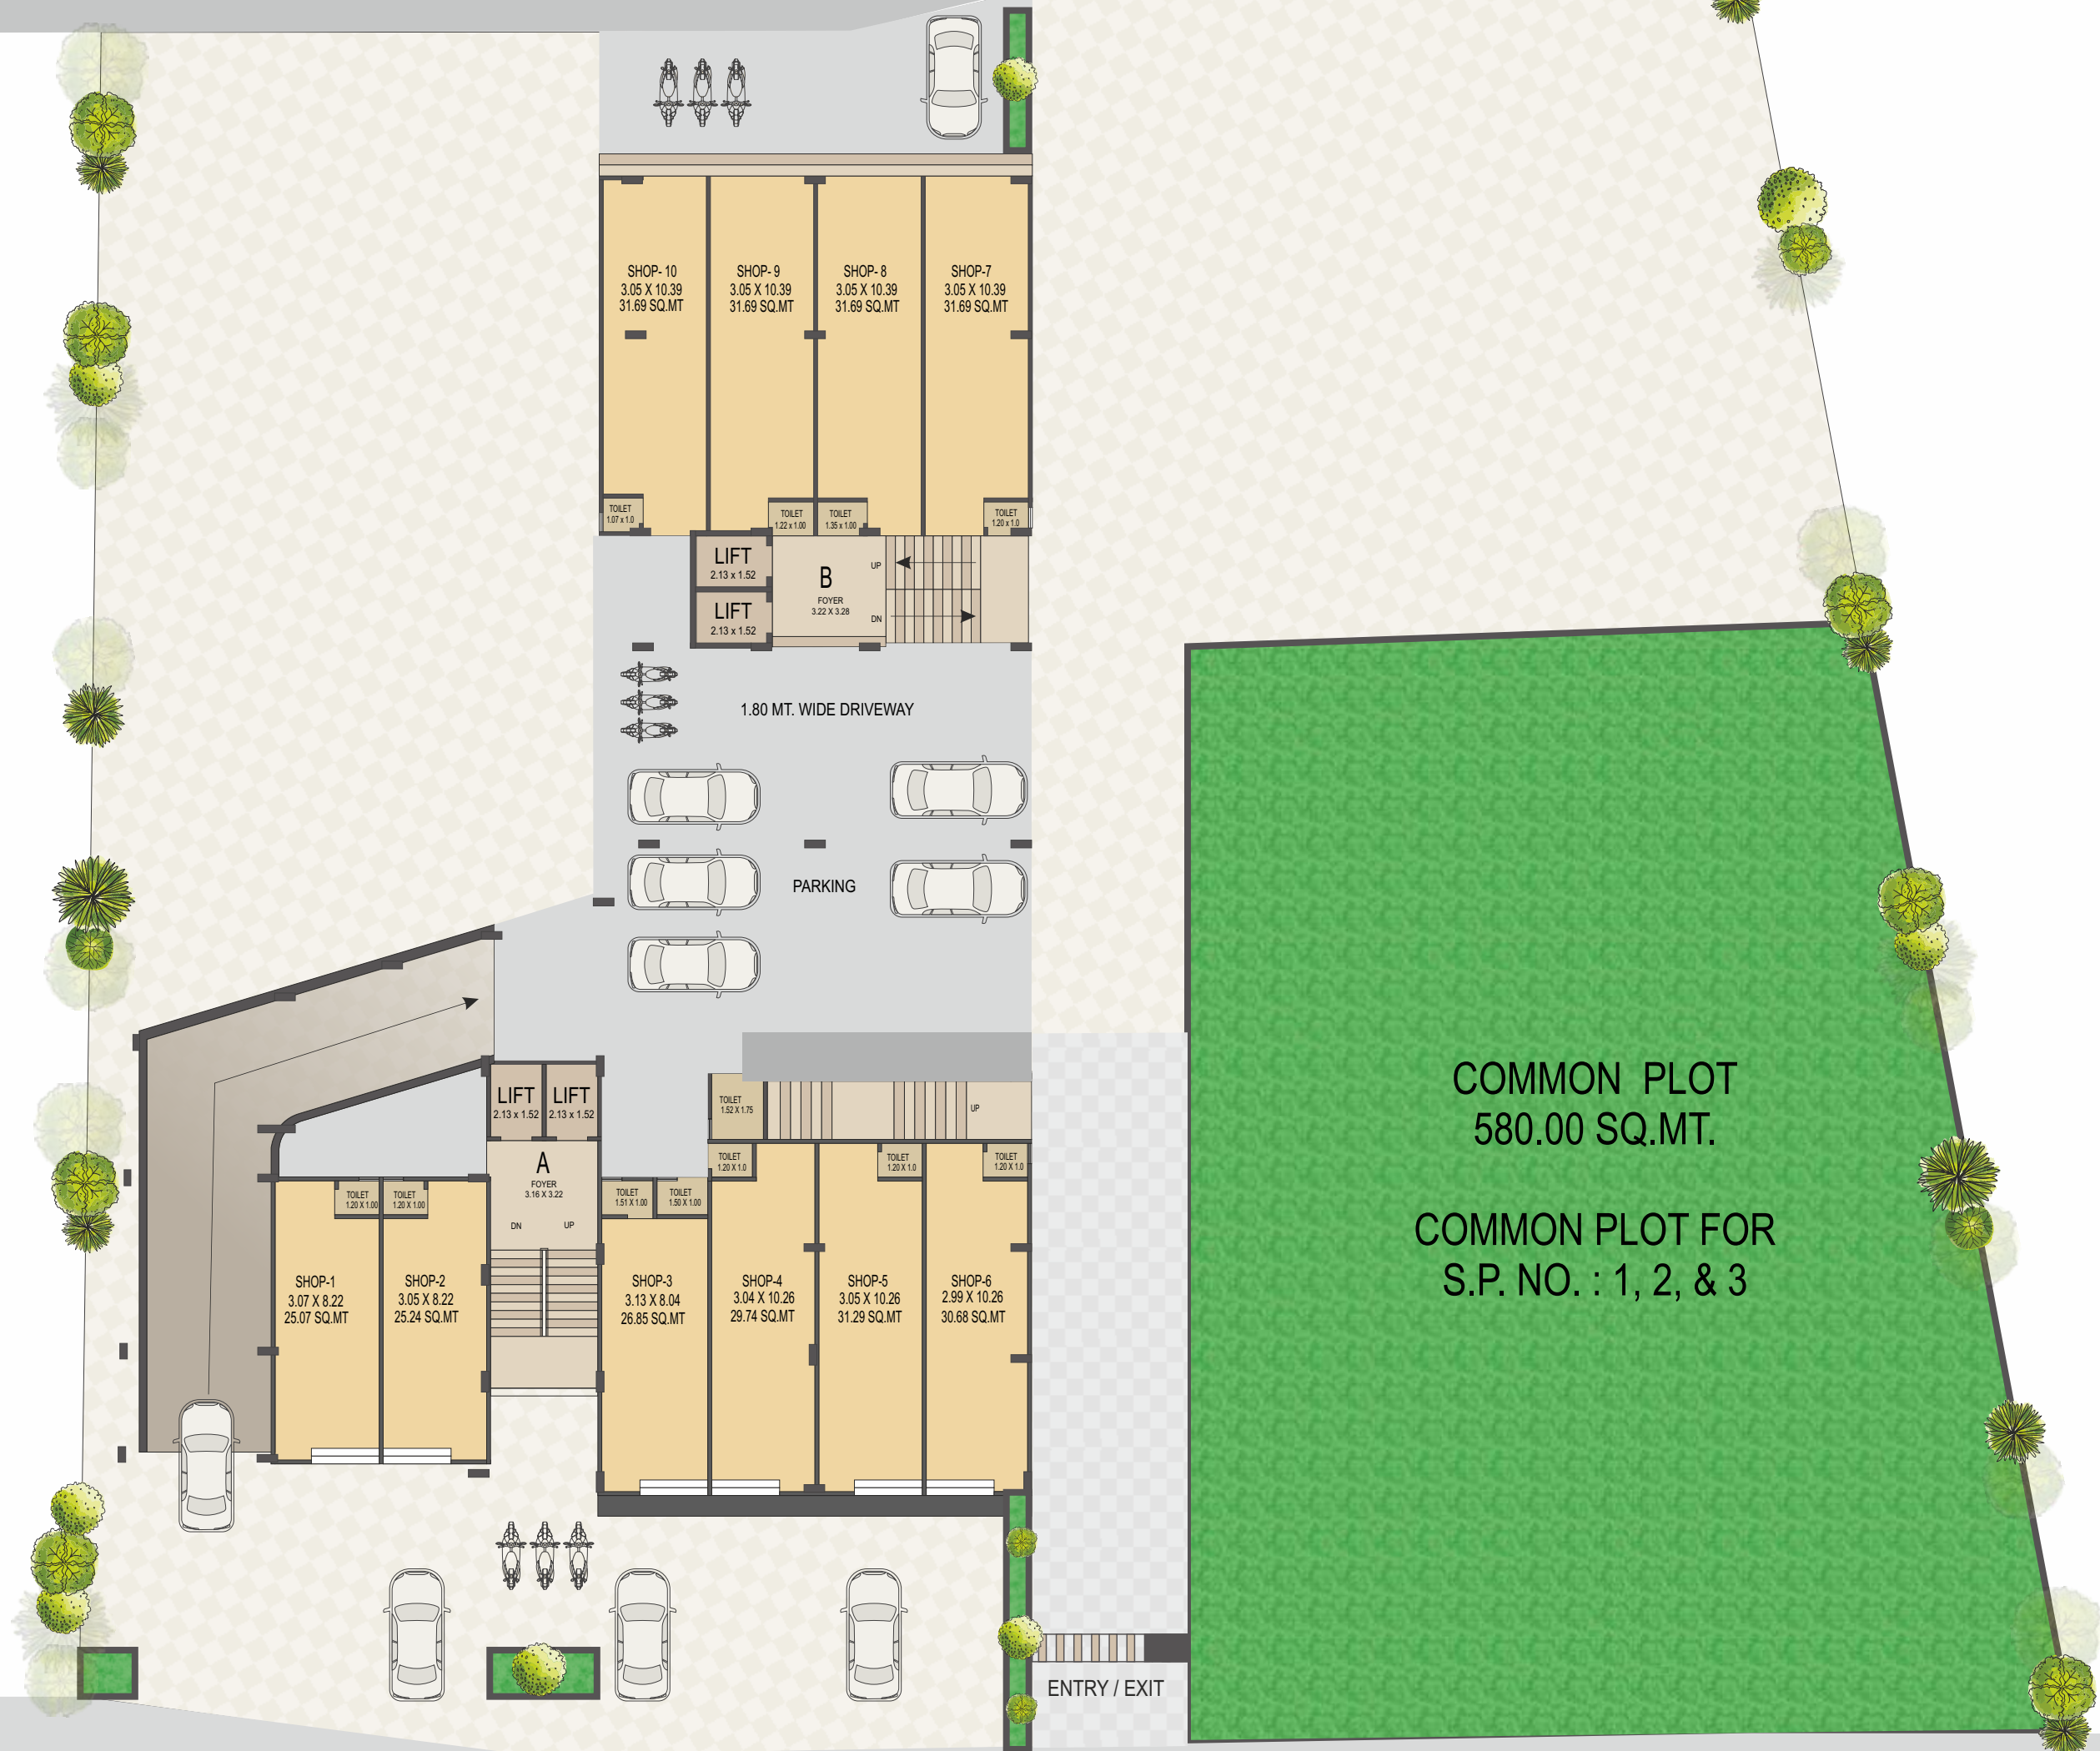 SHOP- 10
3.05 X 10.39
31.69 SQ.MT
SHOP- 9
3.05 X 10.39
31.69 SQ.MT
SHOP- 8
3.05 X 10.39
31.69 SQ.MT
SHOP-7
3.05 X 10.39
31.69 SQ.MT
TOILET
1.07 x 1.0
TOILET
1.22 x 1.00
TOILET
1.35 x 1.00
TOILET
1.20 x 1.0
LIFT
2.13 x 1.52
LIFT
2.13 x 1.52
B
FOYER
3.22 X 3.28
UP
DN
1.80 MT. WIDE DRIVEWAY
PARKING
LIFT
2.13 x 1.52
LIFT
2.13 x 1.52
A
FOYER
3.16 X 3.22
DN
UP
TOILET
1.52 X 1.75
UP
TOILET
1.20 X 1.00
TOILET
1.20 X 1.00
TOILET
1.51 X 1.00
TOILET
1.50 X 1.00
TOILET
1.20 X 1.0
TOILET
1.20 X 1.0
TOILET
1.20 X 1.0
SHOP-1
3.07 X 8.22
25.07 SQ.MT
SHOP-2
3.05 X 8.22
25.24 SQ.MT
SHOP-3
3.13 X 8.04
26.85 SQ.MT
SHOP-4
3.04 X 10.26
29.74 SQ.MT
SHOP-5
3.05 X 10.26
31.29 SQ.MT
SHOP-6
2.99 X 10.26
30.68 SQ.MT
COMMON PLOT
580.00 SQ.MT.
COMMON PLOT FOR
S.P. NO. : 1, 2, & 3
ENTRY / EXIT